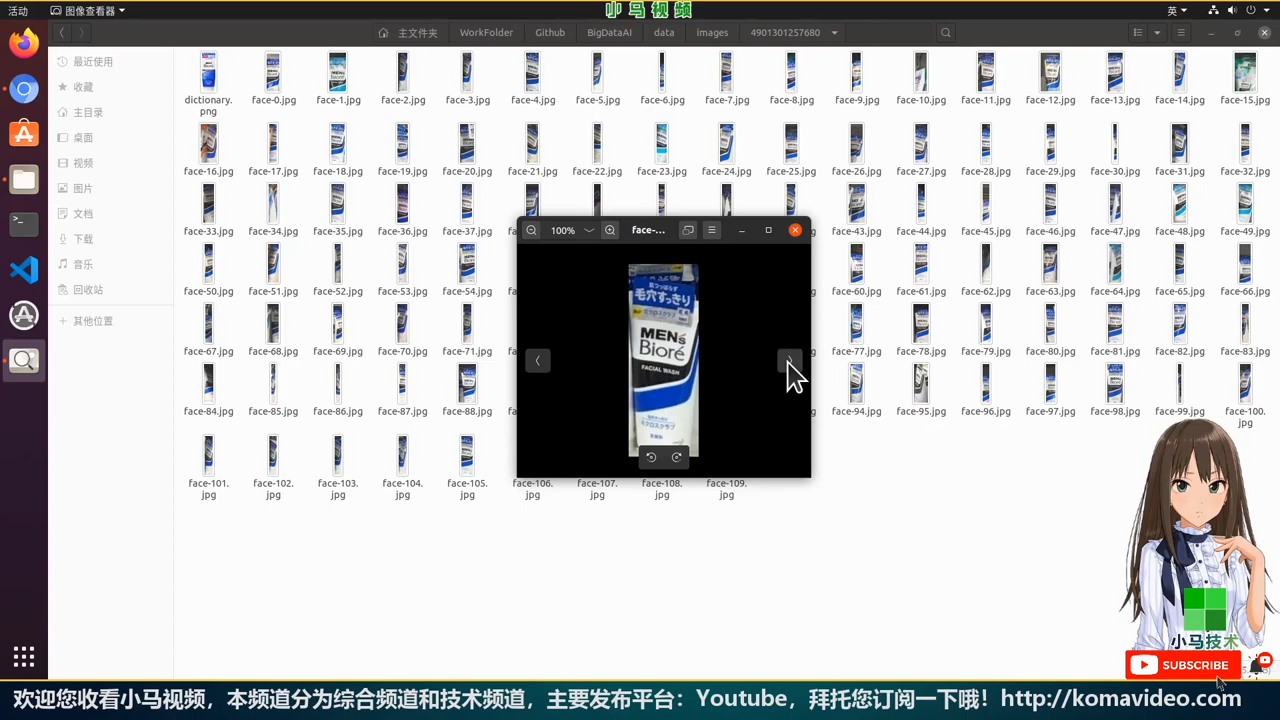 小马视频
活动 图像查看器 英
主文件夹 WorkFolder Github BigDataAI data images 4901301257680
最近使用
收藏
主目录
桌面
视频
图片
文档
下载
音乐
回收站
+ 其他位置
dictionary.png face-0.jpg face-1.jpg face-2.jpg face-3.jpg face-4.jpg face-5.jpg face-6.jpg face-7.jpg face-8.jpg face-9.jpg face-10.jpg face-11.jpg face-12.jpg face-13.jpg face-14.jpg face-15.jpg
face-16.jpg face-17.jpg face-18.jpg face-19.jpg face-20.jpg face-21.jpg face-22.jpg face-23.jpg face-24.jpg face-25.jpg face-26.jpg face-27.jpg face-28.jpg face-29.jpg face-30.jpg face-31.jpg face-32.jpg
face-33.jpg face-34.jpg face-35.jpg face-36.jpg face-37.jpg face-43.jpg face-44.jpg face-45.jpg face-46.jpg face-47.jpg face-48.jpg face-49.jpg
face-50.jpg face-51.jpg face-52.jpg face-53.jpg face-54.jpg face-60.jpg face-61.jpg face-62.jpg face-63.jpg face-64.jpg face-65.jpg face-66.jpg
face-67.jpg face-68.jpg face-69.jpg face-70.jpg face-71.jpg face-77.jpg face-78.jpg face-79.jpg face-80.jpg face-81.jpg face-82.jpg face-83.jpg
face-84.jpg face-85.jpg face-86.jpg face-87.jpg face-88.jpg face-94.jpg face-95.jpg face-96.jpg face-97.jpg face-98.jpg face-99.jpg face-100.jpg
face-101.jpg face-102.jpg face-103.jpg face-104.jpg face-105.jpg face-106.jpg face-107.jpg face-108.jpg face-109.jpg
100% face-...
毛穴すっきり
ミクロスクラブ
MEN's
Bioré
FACIAL WASH
ミクロスクラブ
小马技术
SUBSCRIBE
欢迎您收看小马视频，本频道分为综合频道和技术频道，主要发布平台：Youtube，拜托您订阅一下哦！http://komavideo.com